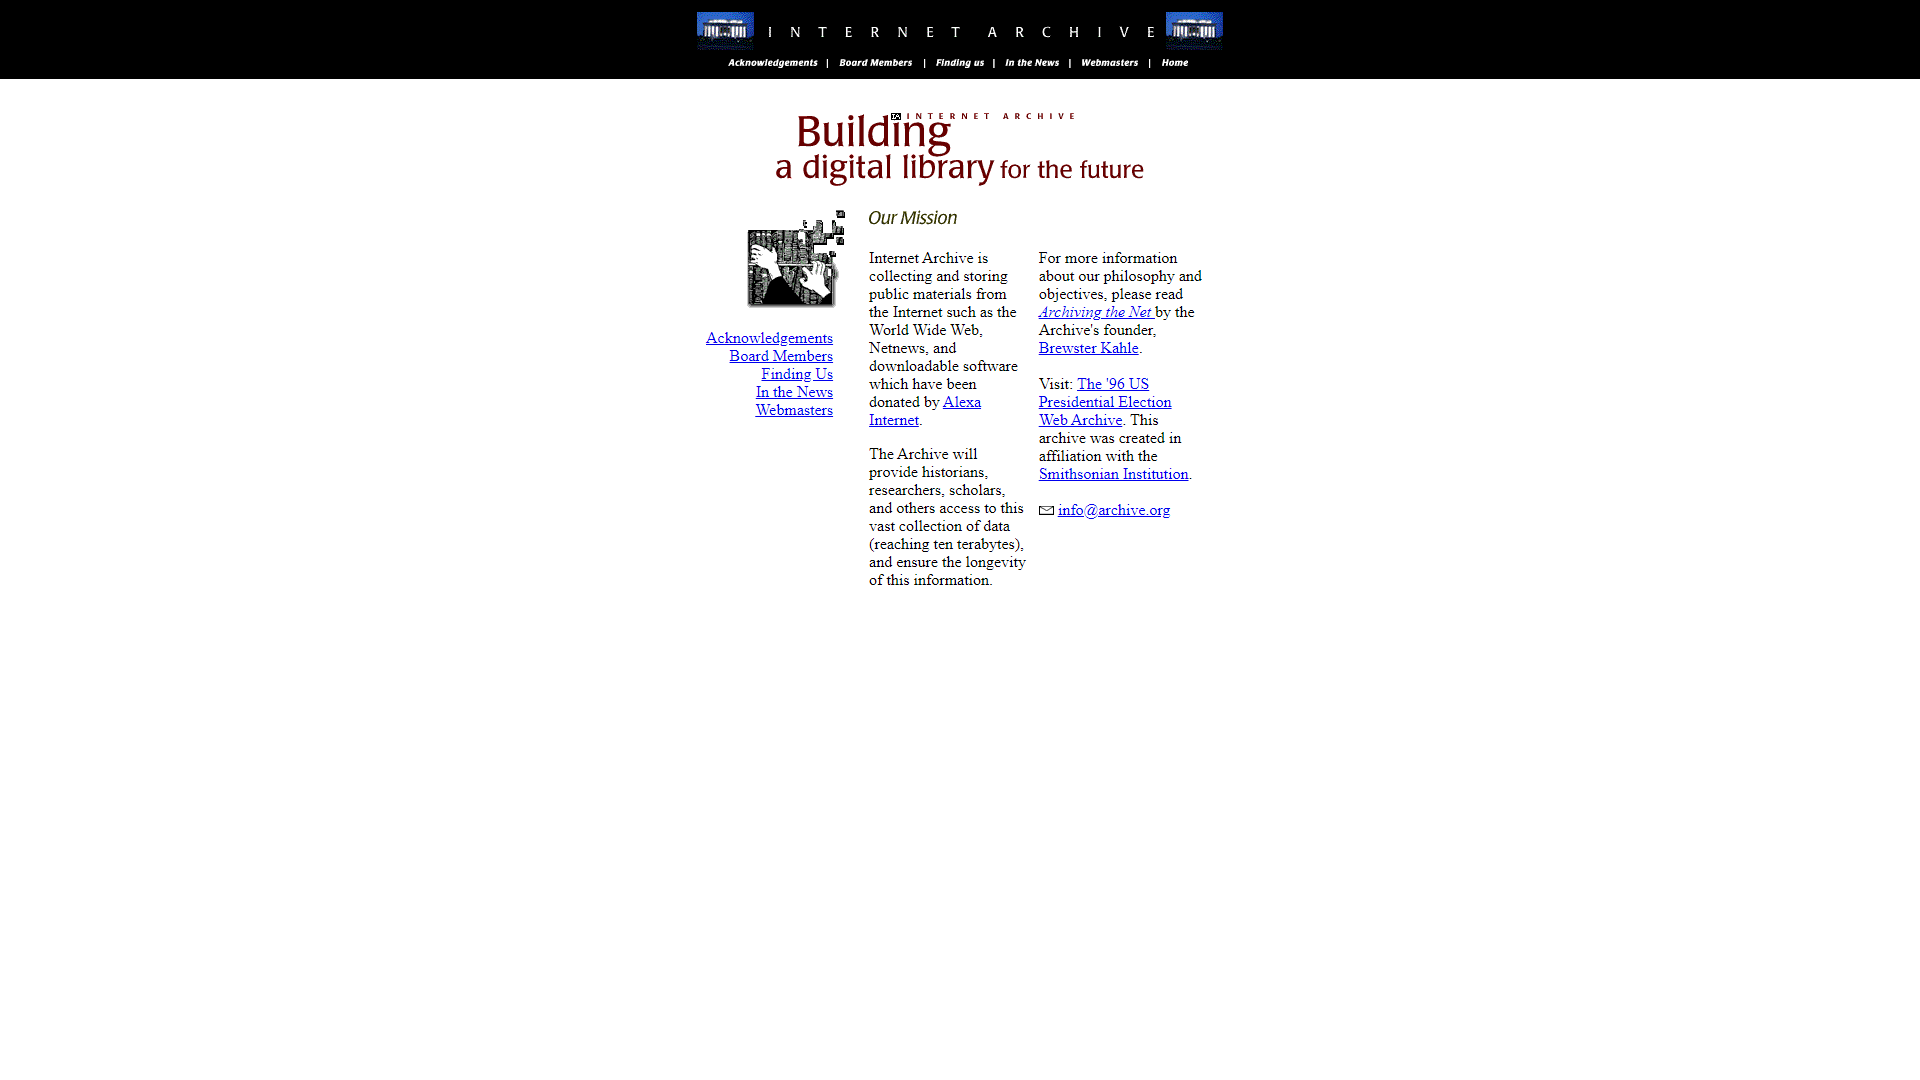 INTERNET ARCHIVE
Acknowledgements | Board Members | Finding us | In the News | Webmasters | Home
IA INTERNET ARCHIVE
Building
a digital library for the future
Our Mission
Acknowledgements
Board Members
Finding Us
In the News
Webmasters
Internet Archive is
collecting and storing
public materials from
the Internet such as the
World Wide Web,
Netnews, and
downloadable software
which have been
donated by Alexa
Internet.
The Archive will
provide historians,
researchers, scholars,
and others access to this
vast collection of data
(reaching ten terabytes),
and ensure the longevity
of this information.
For more information
about our philosophy and
objectives, please read
Archiving the Net by the
Archive's founder,
Brewster Kahle.
Visit: The '96 US
Presidential Election
Web Archive. This
archive was created in
affiliation with the
Smithsonian Institution.
info@archive.org